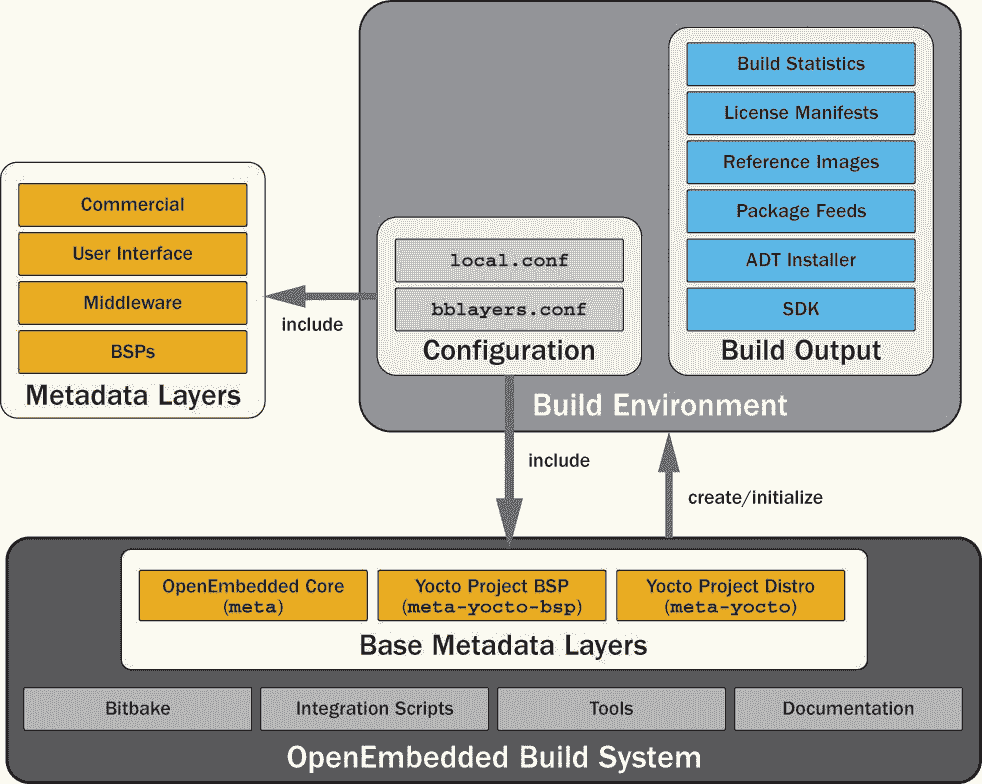 Build Statistics
License Manifests
Reference Images
Package Feeds
ADT Installer
SDK
Build Output
local.conf
bblayers.conf
Configuration
Build Environment
Commercial
User Interface
Middleware
BSPs
Metadata Layers
include
include
create/initialize
OpenEmbedded Core
(meta)
Yocto Project BSP
(meta-yocto-bsp)
Yocto Project Distro
(meta-yocto)
Base Metadata Layers
Bitbake
Integration Scripts
Tools
Documentation
OpenEmbedded Build System